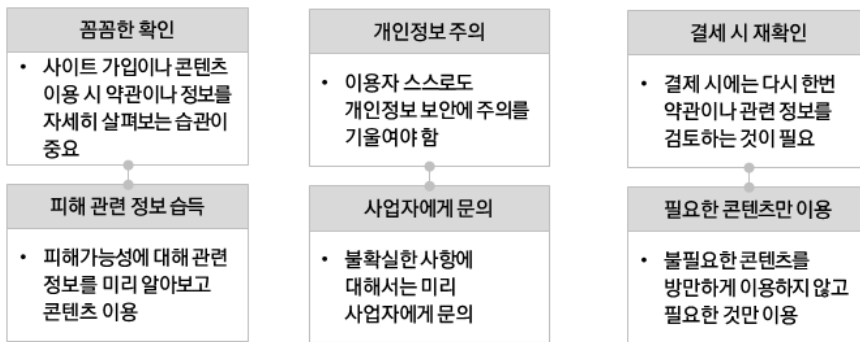 꼼꼼한 확인
• 사이트 가입이나 콘텐츠
이용 시 약관이나 정보를
자세히 살펴보는 습관이
중요
개인정보 주의
• 이용자 스스로도
개인정보 보안에 주의를
기울여야 함
결세 시 재확인
• 결제 시에는 다시 한번
약관이나 관련 정보를
검토하는 것이 필요
피해 관련 정보 습득
• 피해가능성에 대해 관련
정보를 미리 알아보고
콘텐츠 이용
사업자에게 문의
• 불확실한 사항에
대해서는 미리
사업자에게 문의
필요한 콘텐츠만 이용
• 불필요한 콘텐츠를
방만하게 이용하지 않고
필요한 것만 이용